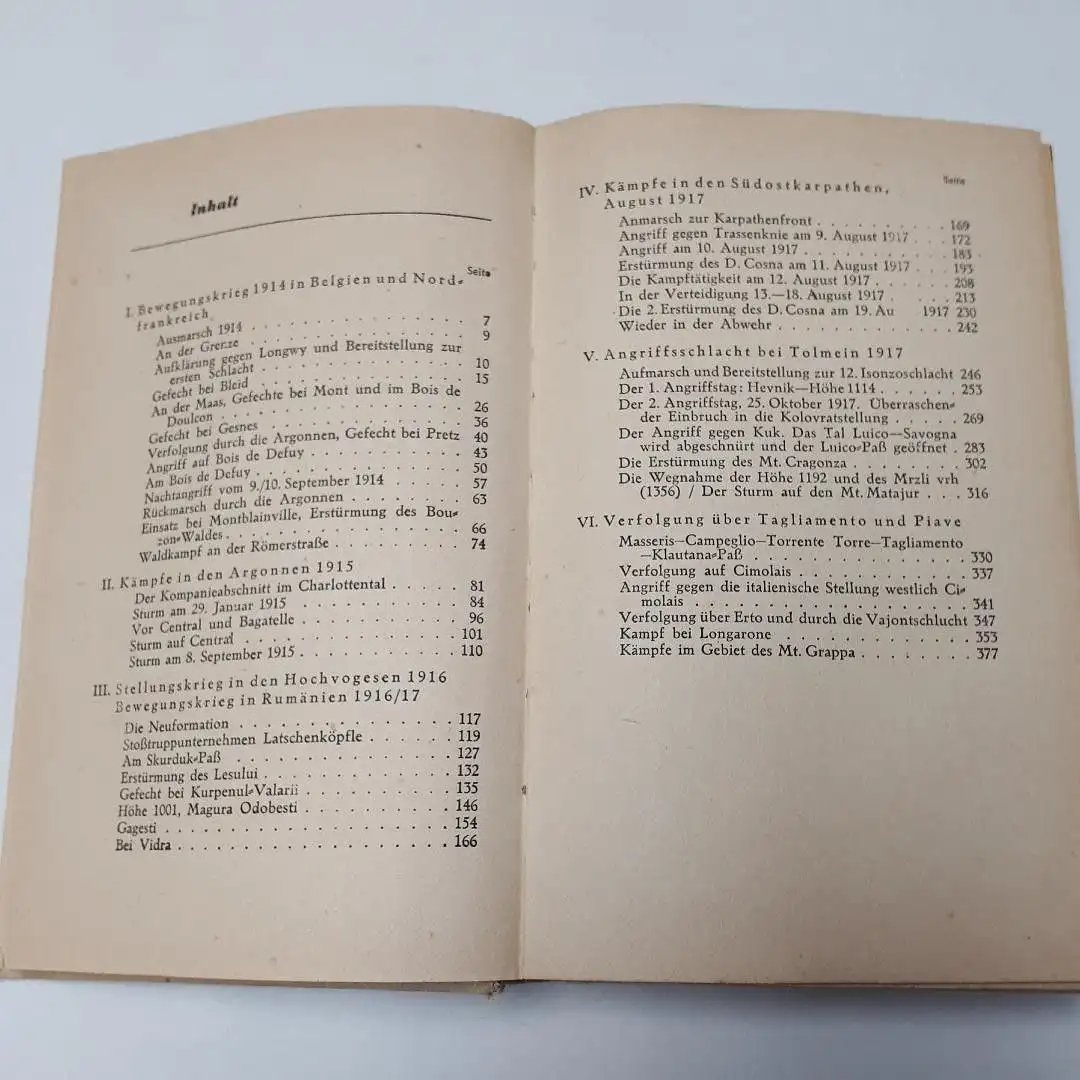 Inhalt
Seite
I. Bewegungskrieg 1914 in Belgien und Nord-
frankreich
Ausmarsch 1914 . . . . . . . . . . . . . . . . 7
An der Grenze . . . . . . . . . . . . . . . . 9
Aufklärung gegen Longwy und Bereitstellung zur
ersten Schlacht . . . . . . . . . . . . . . . . 10
Gefecht bei Bleid . . . . . . . . . . . . . . . . 15
An der Maas, Gefechte bei Mont und im Bois de
Doulcon . . . . . . . . . . . . . . . . 26
Gefecht bei Gesnes . . . . . . . . . . . . . . . . 36
Verfolgung durch die Argonnen, Gefecht bei Pretz 40
Angriff auf Bois de Defuy . . . . . . . . . . . 43
Am Bois de Defuy . . . . . . . . . . . . . . . . 50
Nachtangriff vom 9./10. September 1914 . . . . . 57
Rückmarsch durch die Argonnen . . . . . . . . 63
Einsatz bei Montblainville, Erstürmung des Bou-
zon-Waldes . . . . . . . . . . . . . . . . 66
Waldkampf an der Römerstraße . . . . . . . . . 74
II. Kämpfe in den Argonnen 1915
Der Kompanieabschnitt im Charlottental . . . . . 81
Sturm am 29. Januar 1915 . . . . . . . . . . 84
Vor Central und Bagatelle . . . . . . . . . . 96
Sturm auf Central . . . . . . . . . . . . . . 101
Sturm am 8. September 1915 . . . . . . . . . . 110
III. Stellungskrieg in den Hochvogesen 1916
Bewegungskrieg in Rumänien 1916/17
Die Neuformation . . . . . . . . . . . . . . 117
Stoßtruppunternehmen Latschenköpfle . . . . . . 119
Am Skurduk-Paß . . . . . . . . . . . . . . 127
Erstürmung des Lesului . . . . . . . . . . . . 132
Gefecht bei Kurpenul-Valarii . . . . . . . . . . 135
Höhe 1001, Magura Odobesti . . . . . . . . . . 146
Gagesti . . . . . . . . . . . . . . . . . . 154
Bei Vidra . . . . . . . . . . . . . . . . . 166
Seite
IV. Kämpfe in den Südostkarpathen,
August 1917
Anmarsch zur Karpathenfront . . . . . . . . . 169
Angriff gegen Trassenknie am 9. August 1917 . . . 172
Angriff am 10. August 1917 . . . . . . . . . . 183
Erstürmung des D. Cosna am 11. August 1917 . . . 193
Die Kampftätigkeit am 12. August 1917 . . . . . . 208
In der Verteidigung 13.—18. August 1917 . . . . . 213
Die 2. Erstürmung des D. Cosna am 19. Au 1917 230
Wieder in der Abwehr . . . . . . . . . . . . . 242
V. Angriffsschlacht bei Tolmein 1917
Aufmarsch und Bereitstellung zur 12. Isonzoschlacht 246
Der 1. Angriffstag: Hevnik—Höhe 1114 . . . . . . 253
Der 2. Angriffstag, 25. Oktober 1917. Überraschen-
der Einbruch in die Kolovratstellung . . . . . . 269
Der Angriff gegen Kuk. Das Tal Luico—Savogna
wird abgeschnürt und der Luico-Paß geöffnet . 283
Die Erstürmung des Mt. Cragonza . . . . . . . . 302
Die Wegnahme der Höhe 1192 und des Mrzli vrh
(1356) / Der Sturm auf den Mt. Matajur . . . 316
VI. Verfolgung über Tagliamento und Piave
Masseris—Campeglio—Torrente Torre—Tagliamento
—Klautana-Paß . . . . . . . . . . . . . . 330
Verfolgung auf Cimolais . . . . . . . . . . . . 337
Angriff gegen die italienische Stellung westlich Ci-
molais . . . . . . . . . . . . . . . . . . 341
Verfolgung über Erto und durch die Vajontschlucht 347
Kampf bei Longarone . . . . . . . . . . . . . 353
Kämpfe im Gebiet des Mt. Grappa . . . . . . . . 377